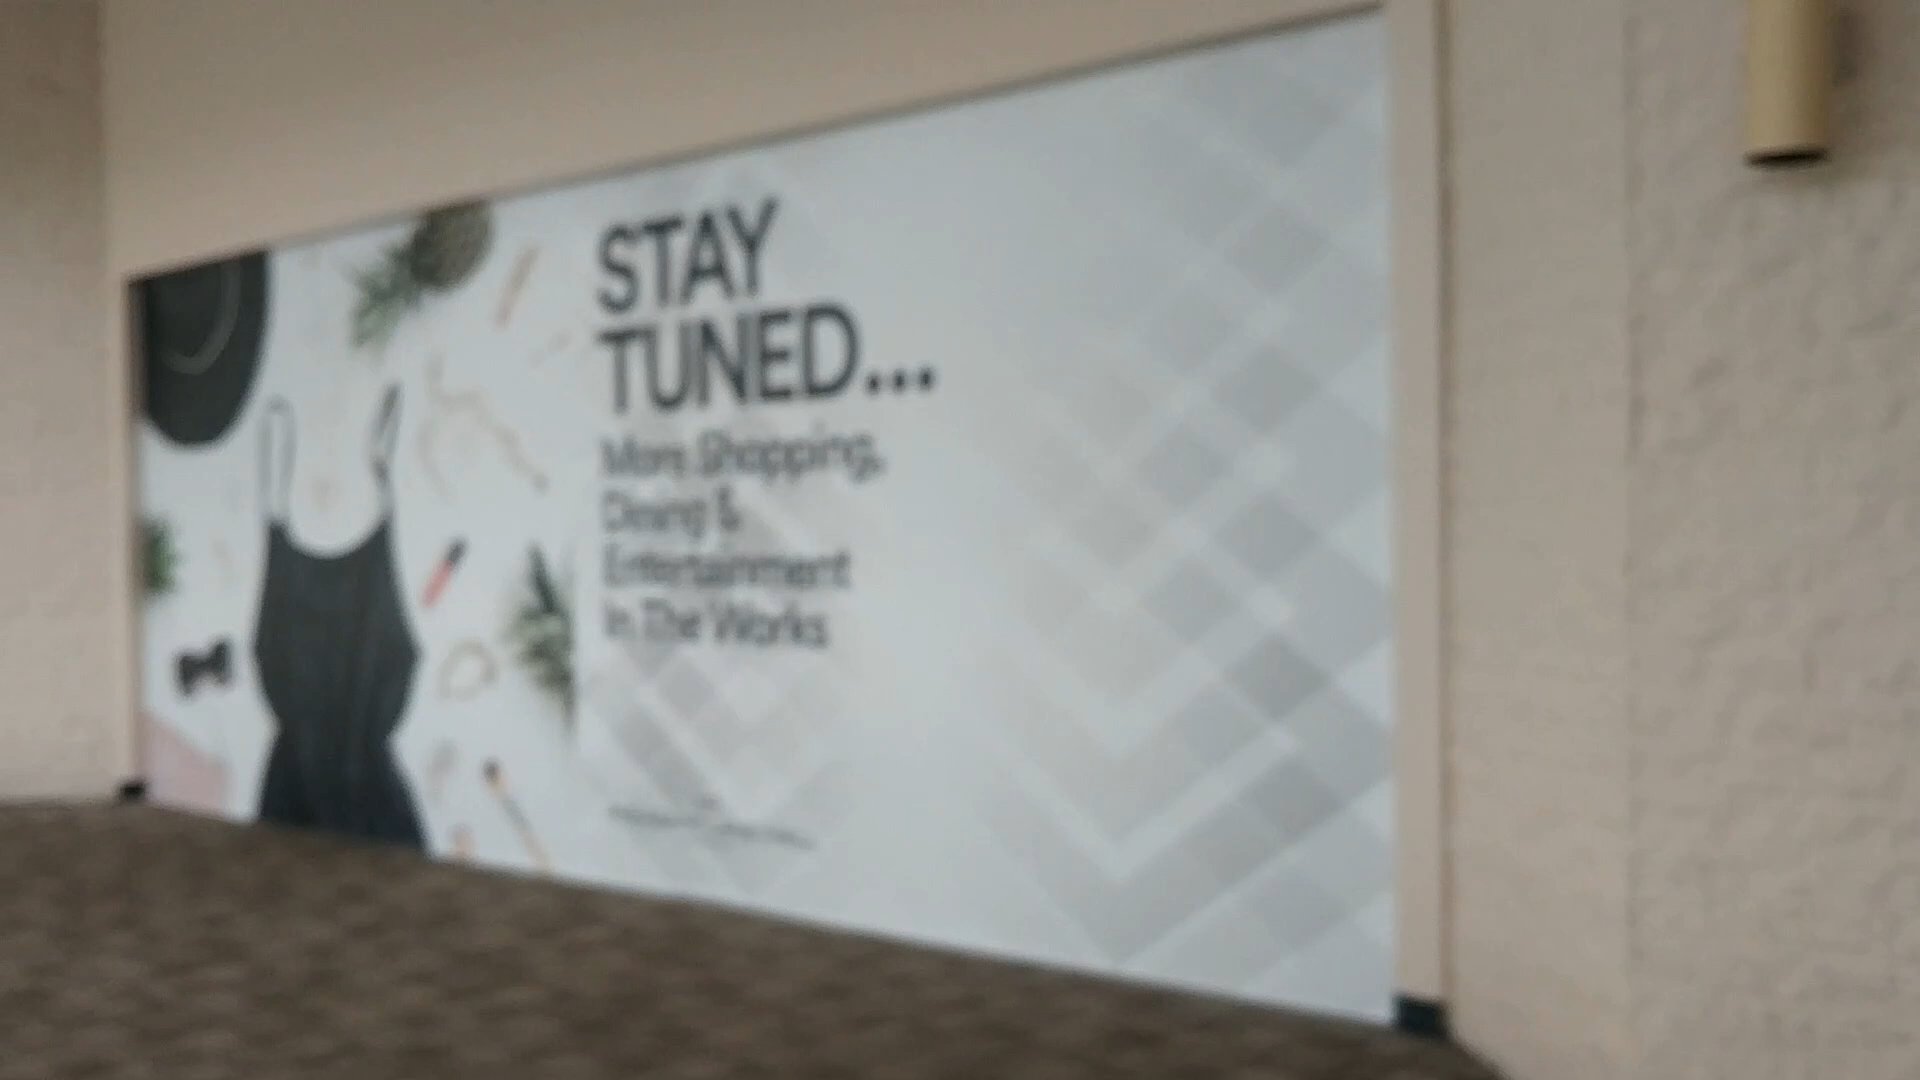 STAY
TUNED...
More Shopping,
Dining &
Entertainment
In The Works